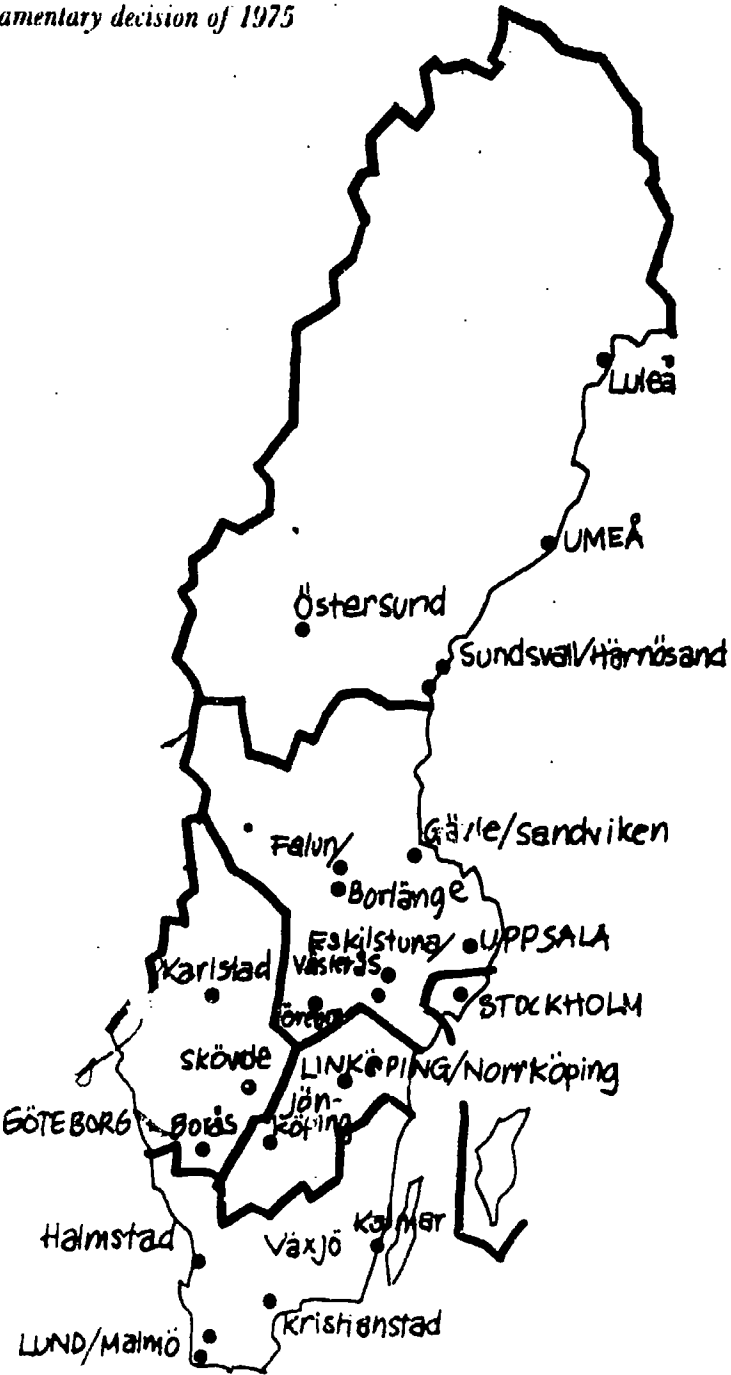 amentary decision of 1975
Luleå
UMEÅ
Östersund
Sundsvall/Härnösand
Gävle/Sandviken
Falun/
Borlänge
Eskilstuna/
UPPSALA
Västerås
Karlstad
Örebro
STOCKHOLM
Skövde
LINKÖPING/Norrköping
Jön-
köping
GÖTEBORG
Borås
Kalmar
Halmstad
Växjö
Kristianstad
LUND/Malmö